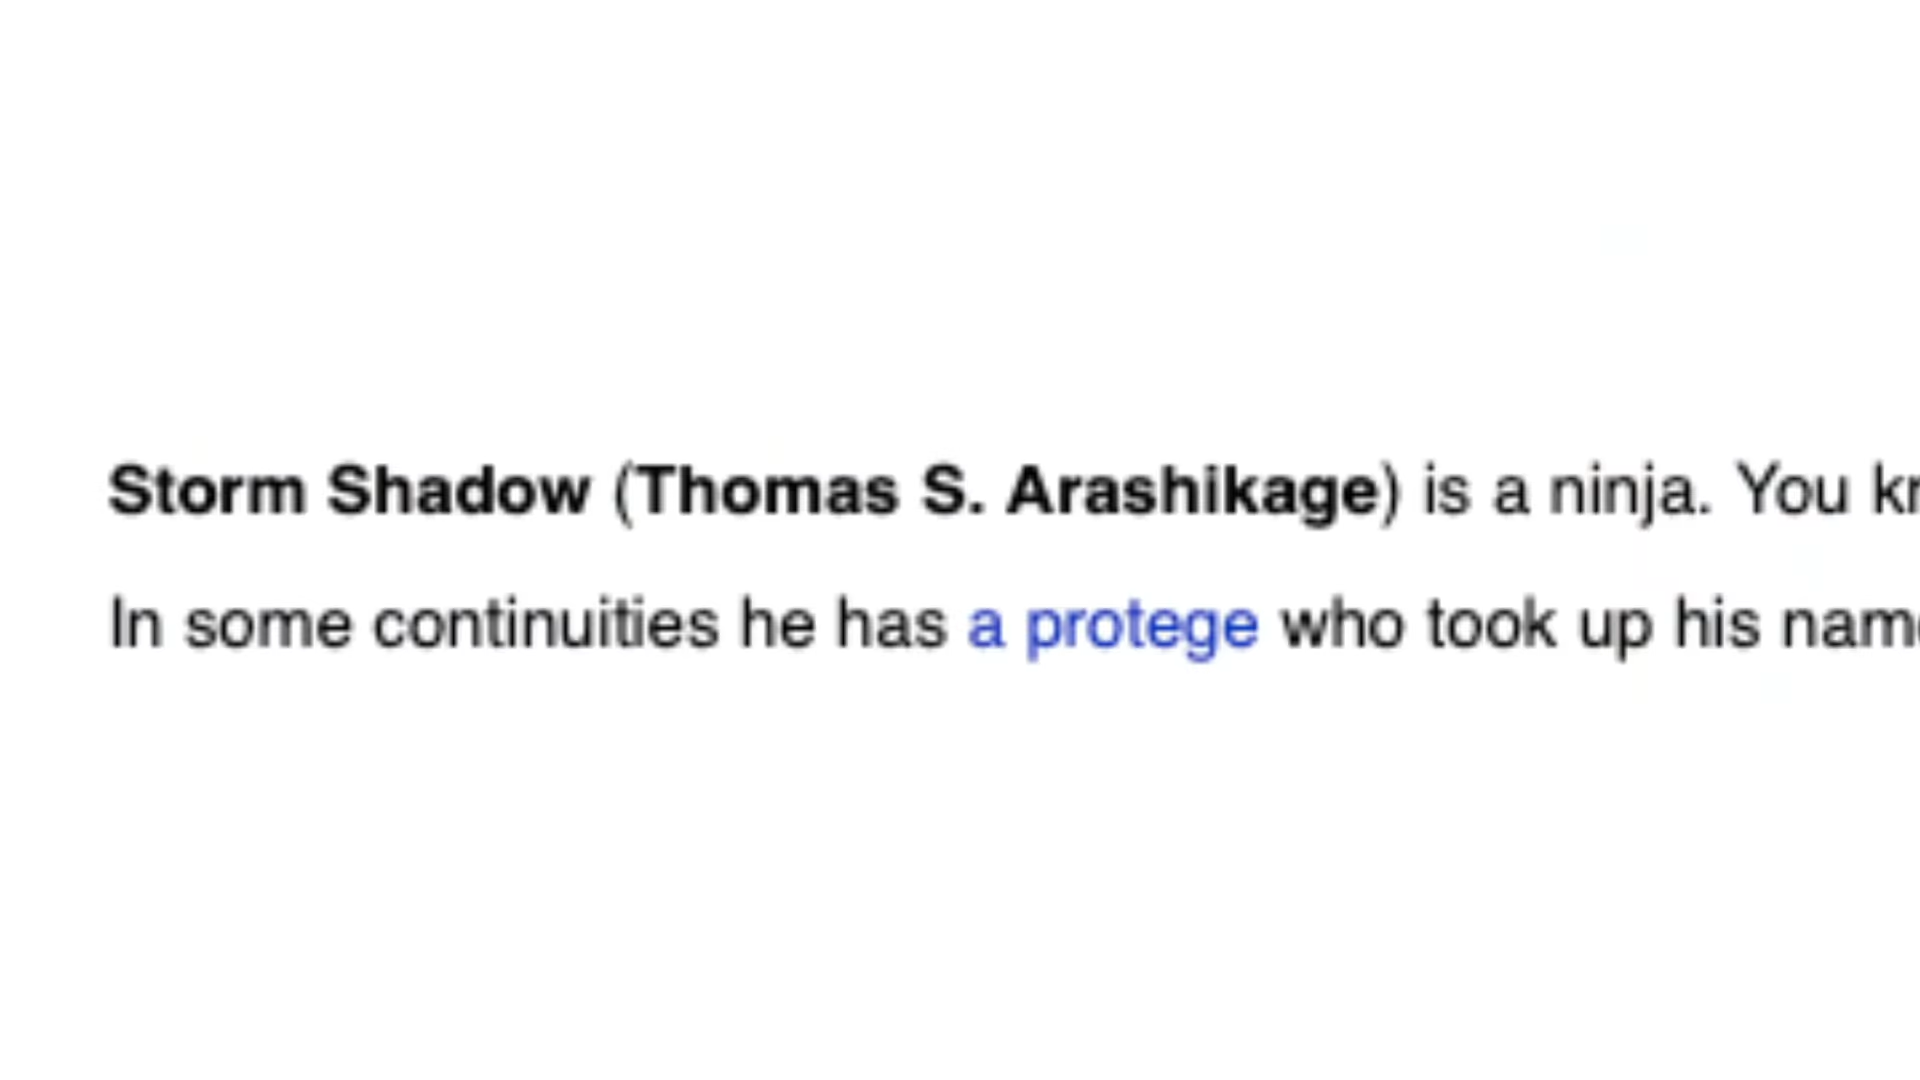 Storm Shadow (Thomas S. Arashikage) is a ninja. You
In some continuities he has a protege who took up his